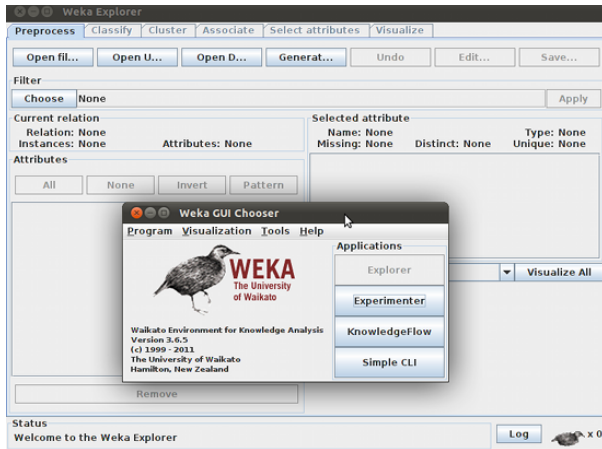 Weka Explorer
Preprocess Classify Cluster Associate Select attributes Visualize
Open fil... Open U... Open D... Generat... Undo Edit... Save...
Filter
Choose None Apply
Current relation
Relation: None
Instances: None Attributes: None
Selected attribute
Name: None Type: None
Missing: None Distinct: None Unique: None
Attributes
All None Invert Pattern
Weka GUI Chooser
Program Visualization Tools Help
WEKA
The University
of Waikato
Waikato Environment for Knowledge Analysis
Version 3.6.5
(c) 1999 - 2011
The University of Waikato
Hamilton, New Zealand
Applications
Explorer
Experimenter
KnowledgeFlow
Simple CLI
Visualize All
Remove
Status
Welcome to the Weka Explorer
Log x 0